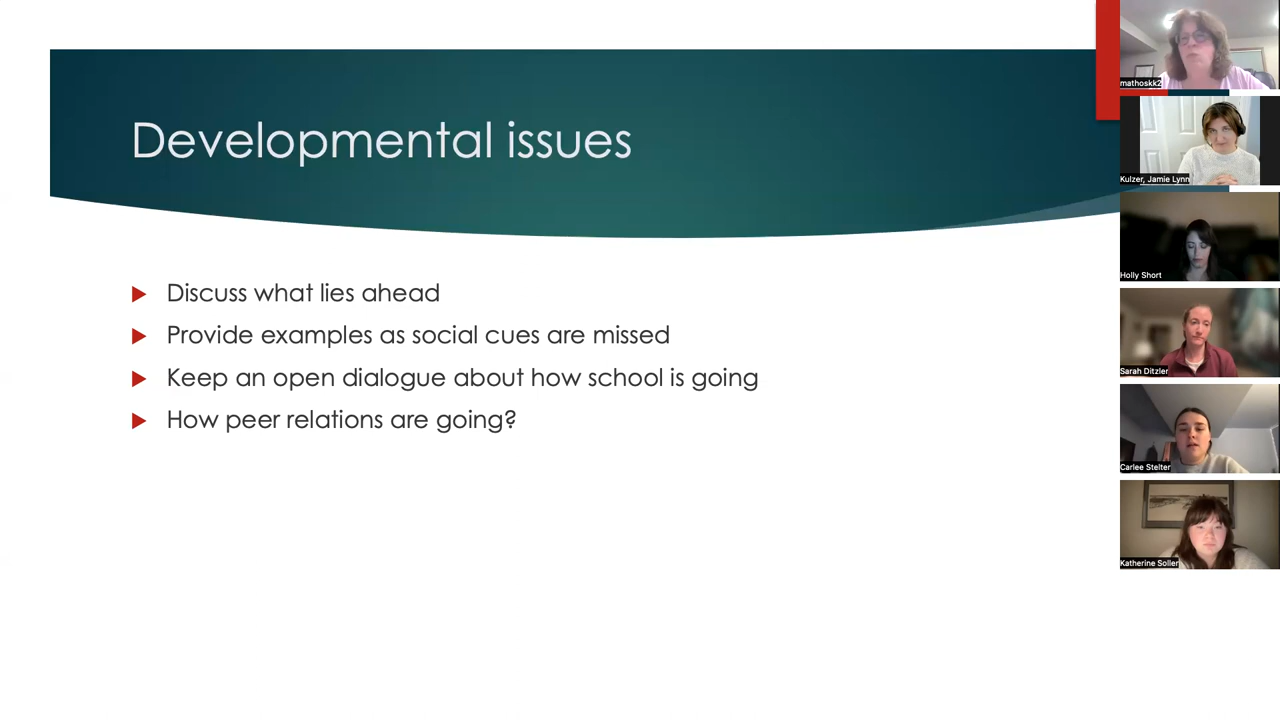 Developmental issues
Discuss what lies ahead
Provide examples as social cues are missed
Keep an open dialogue about how school is going
How peer relations are going?
mathoskk2
Kulzer, Jamie Lynn
Holly Short
Sarah Ditzler
Carlee Stelter
Katherine Soller